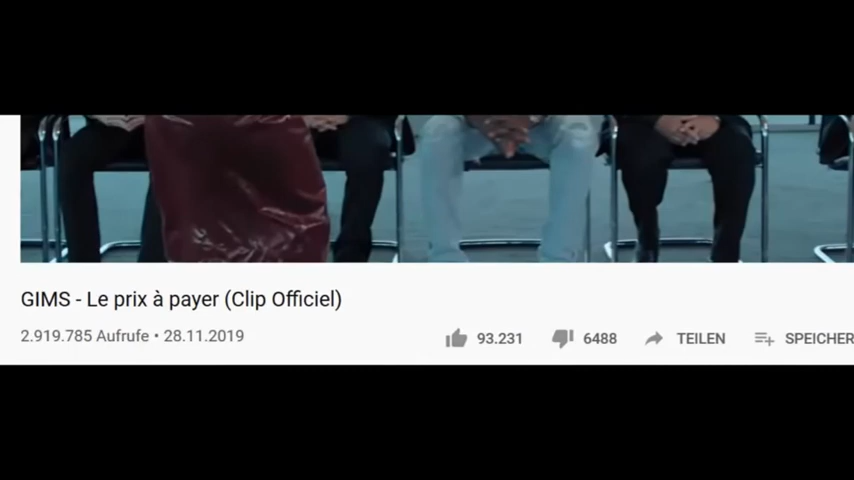 GIMS - Le prix à payer (Clip Officiel)
2.919.785 Aufrufe • 28.11.2019 93.231 6488 TEILEN SPEICHER